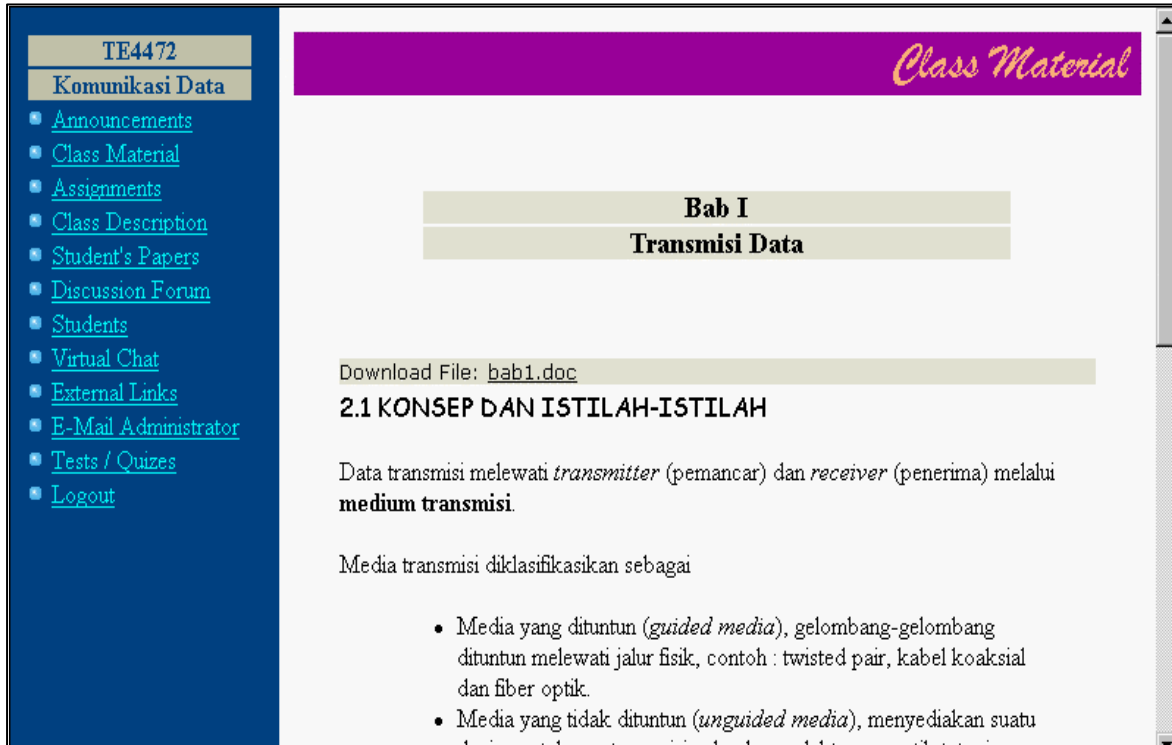 TE4472
Komunikasi Data
Announcements
Class Material
Assignments
Class Description
Student's Papers
Discussion Forum
Students
Virtual Chat
External Links
E-Mail Administrator
Tests / Quizes
Logout
Class Material
Bab I
Transmisi Data
Download File: bab1.doc
2.1 KONSEP DAN ISTILAH-ISTILAH
Data transmisi melewati transmitter (pemancar) dan receiver (penerima) melalui
medium transmisi.
Media transmisi diklasifikasikan sebagai
• Media yang dituntun (guided media), gelombang-gelombang
dituntun melewati jalur fisik, contoh : twisted pair, kabel koaksial
dan fiber optik.
• Media yang tidak dituntun (unguided media), menyediakan suatu